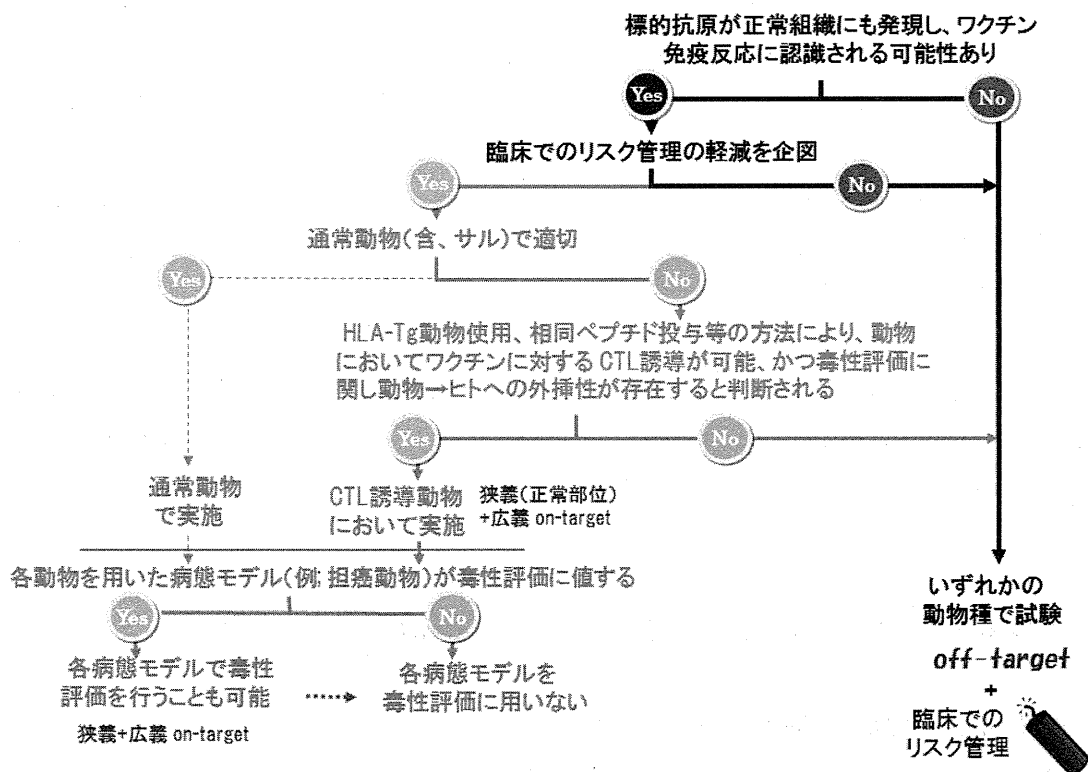 標的抗原が正常組織にも発現し、ワクチン
免疫反応に認識される可能性あり
Yes
No
臨床でのリスク管理の軽減を企図
Yes
No
通常動物(含、サル)で適切
Yes
No
HLA-Tg動物使用、相同ペプチド投与等の方法により、動物
においてワクチンに対するCTL誘導が可能、かつ毒性評価に
関し動物→ヒトへの外挿性が存在すると判断される
Yes
No
通常動物
で実施
CTL誘導動物
において実施
狭義(正常部位)
+広義 on-target
各動物を用いた病態モデル(例; 担癌動物)が毒性評価に値する
Yes
No
各病態モデルで毒性
評価を行うことも可能
狭義+広義 on-target
各病態モデルを
毒性評価に用いない
いずれかの
動物種で試験
off-target
+
臨床での
リスク管理